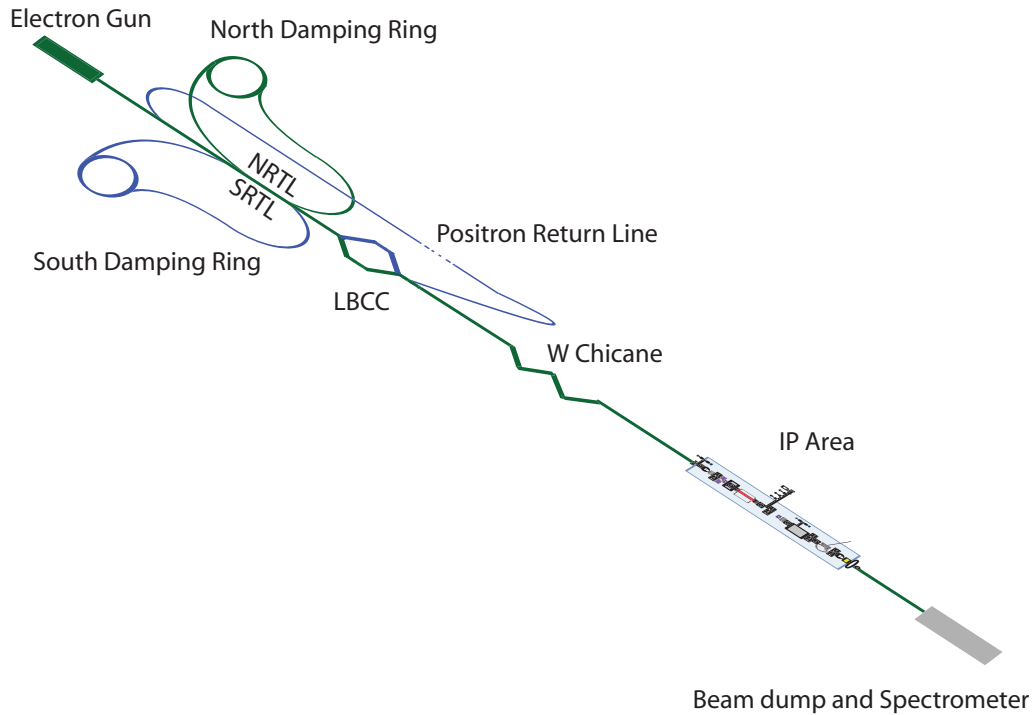 Electron Gun
North Damping Ring
NRTL
SRTL
South Damping Ring
Positron Return Line
LBCC
W Chicane
IP Area
Beam dump and Spectrometer